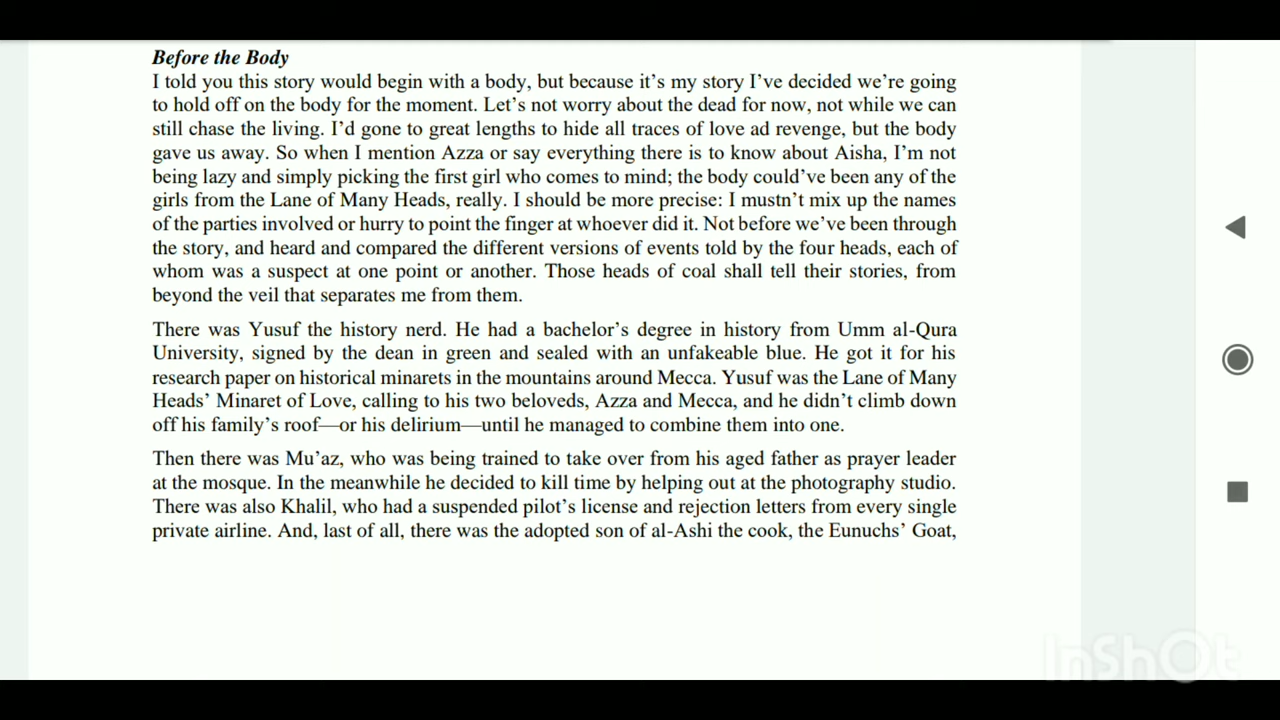 Before the Body
I told you this story would begin with a body, but because it's my story I've decided we're going
to hold off on the body for the moment. Let's not worry about the dead for now, not while we can
still chase the living. I'd gone to great lengths to hide all traces of love ad revenge, but the body
gave us away. So when I mention Azza or say everything there is to know about Aisha, I'm not
being lazy and simply picking the first girl who comes to mind; the body could've been any of the
girls from the Lane of Many Heads, really. I should be more precise: I mustn't mix up the names
of the parties involved or hurry to point the finger at whoever did it. Not before we've been through
the story, and heard and compared the different versions of events told by the four heads, each of
whom was a suspect at one point or another. Those heads of coal shall tell their stories, from
beyond the veil that separates me from them.
There was Yusuf the history nerd. He had a bachelor's degree in history from Umm al-Qura
University, signed by the dean in green and sealed with an unfakeable blue. He got it for his
research paper on historical minarets in the mountains around Mecca. Yusuf was the Lane of Many
Heads' Minaret of Love, calling to his two beloveds, Azza and Mecca, and he didn't climb down
off his family's roof—or his delirium—until he managed to combine them into one.
Then there was Mu'az, who was being trained to take over from his aged father as prayer leader
at the mosque. In the meanwhile he decided to kill time by helping out at the photography studio.
There was also Khalil, who had a suspended pilot's license and rejection letters from every single
private airline. And, last of all, there was the adopted son of al-Ashi the cook, the Eunuchs' Goat,
InShOt